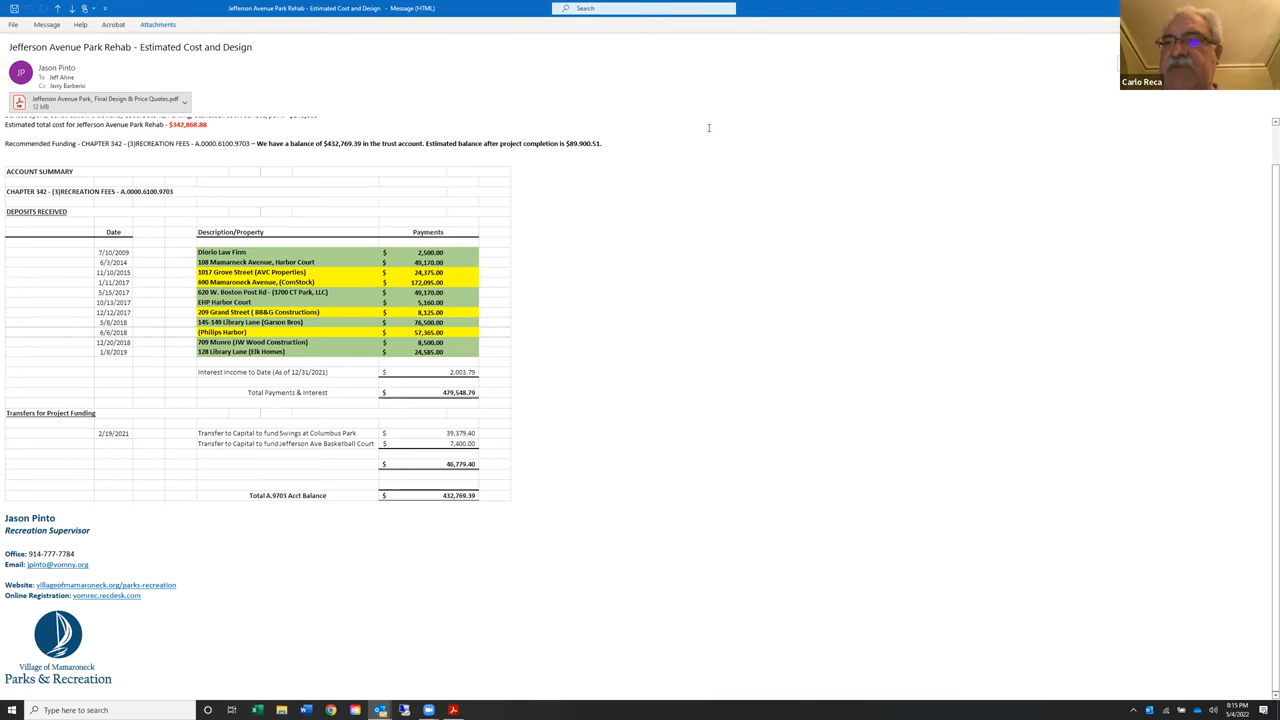 Jefferson Avenue Park Rehab - Estimated Cost and Design - Message (HTML)
Search
File Message Help Acrobat Attachments
Jefferson Avenue Park Rehab - Estimated Cost and Design
JP
Jason Pinto
To Jeff Ahne
Cc Jerry Barberio
Jefferson Avenue Park_ Final Design & Price Quotes.pdf
12 MB
Carlo Reca
Estimated total cost for Jefferson Avenue Park Rehab - $342,868.88
Recommended Funding - CHAPTER 342 - (3)RECREATION FEES - A.0000.6100.9703 – We have a balance of $432,769.39 in the trust account. Estimated balance after project completion is $89.900.51.
ACCOUNT SUMMARY
CHAPTER 342 - (3)RECREATION FEES - A.0000.6100.9703
DEPOSITS RECEIVED
Date Description/Property Payments
7/10/2009 Diorio Law Firm $ 2,500.00
6/3/2014 108 Mamarneck Avenue, Harbor Court $ 49,170.00
11/10/2015 1017 Grove Street (AVC Properties) $ 24,375.00
1/11/2017 690 Mamaroneck Avenue, (ComStock) $ 172,095.00
5/15/2017 620 W. Boston Post Rd - (1700 CT Park, LLC) $ 49,170.00
10/13/2017 EHP Harbor Court $ 5,160.00
12/12/2017 209 Grand Street ( BB&G Constructions) $ 8,125.00
5/8/2018 145-149 Library Lane (Garson Bros) $ 76,500.00
6/6/2018 (Philips Harbor) $ 57,365.00
12/20/2018 709 Munro (JW Wood Construction) $ 8,500.00
1/8/2019 128 Library Lane (Elk Homes) $ 24,585.00
Interest Income to Date (As of 12/31/2021) $ 2,003.79
Total Payments & Interest $ 479,548.79
Transfers for Project Funding
2/19/2021 Transfer to Capital to fund Swings at Columbus Park $ 39,379.40
Transfer to Capital to fund Jefferson Ave Basketball Court $ 7,400.00
$ 46,779.40
Total A.9703 Acct Balance $ 432,769.39
Jason Pinto
Recreation Supervisor
Office: 914-777-7784
Email: jpinto@vomny.org
Website: villageofmamaroneck.org/parks-recreation
Online Registration: vomrec.recdesk.com
Village of Mamaroneck
Parks & Recreation
Type here to search
8:15 PM
5/4/2022